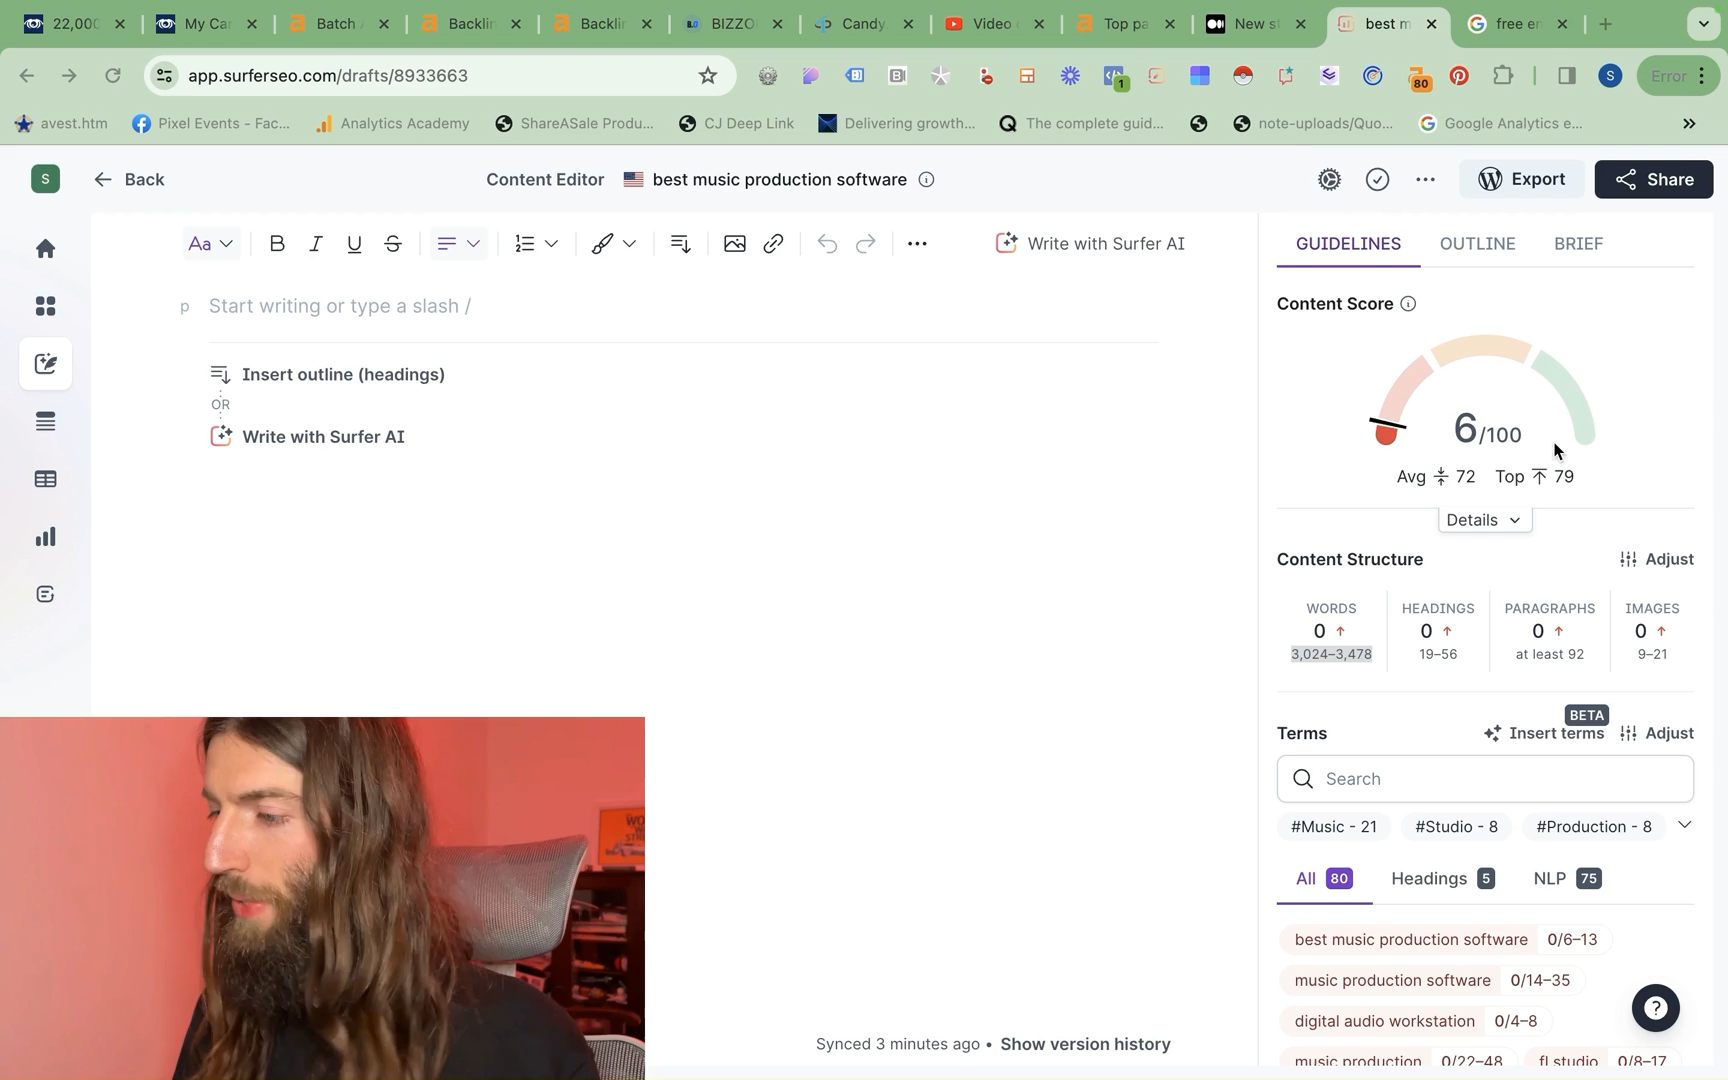 22,000
My Ca
Batch
Backlin
Backlin
BIZZO
Candy
Video
Top pa
New s
best m
free e
app.surferseo.com/drafts/8933663
1
80
S
Error
avest.htm
Pixel Events - Fac...
Analytics Academy
ShareASale Produ...
CJ Deep Link
Delivering growth...
The complete guid...
note-uploads/Quo...
Google Analytics e...
S
Back
Content Editor
best music production software
Export
Share
Aa
B
I
U
S
Write with Surfer AI
p
Start writing or type a slash /
Insert outline (headings)
OR
Write with Surfer AI
GUIDELINES
OUTLINE
BRIEF
Content Score
6/100
Avg 72 Top 79
Details
Content Structure
Adjust
WORDS
0
3,024–3,478
HEADINGS
0
19–56
PARAGRAPHS
0
at least 92
IMAGES
0
9–21
BETA
Terms
Insert terms
Adjust
Search
#Music - 21
#Studio - 8
#Production - 8
All 80
Headings 5
NLP 75
best music production software 0/6–13
music production software 0/14–35
digital audio workstation 0/4–8
music production 0/22–48
fl studio 0/8–17
Synced 3 minutes ago • Show version history